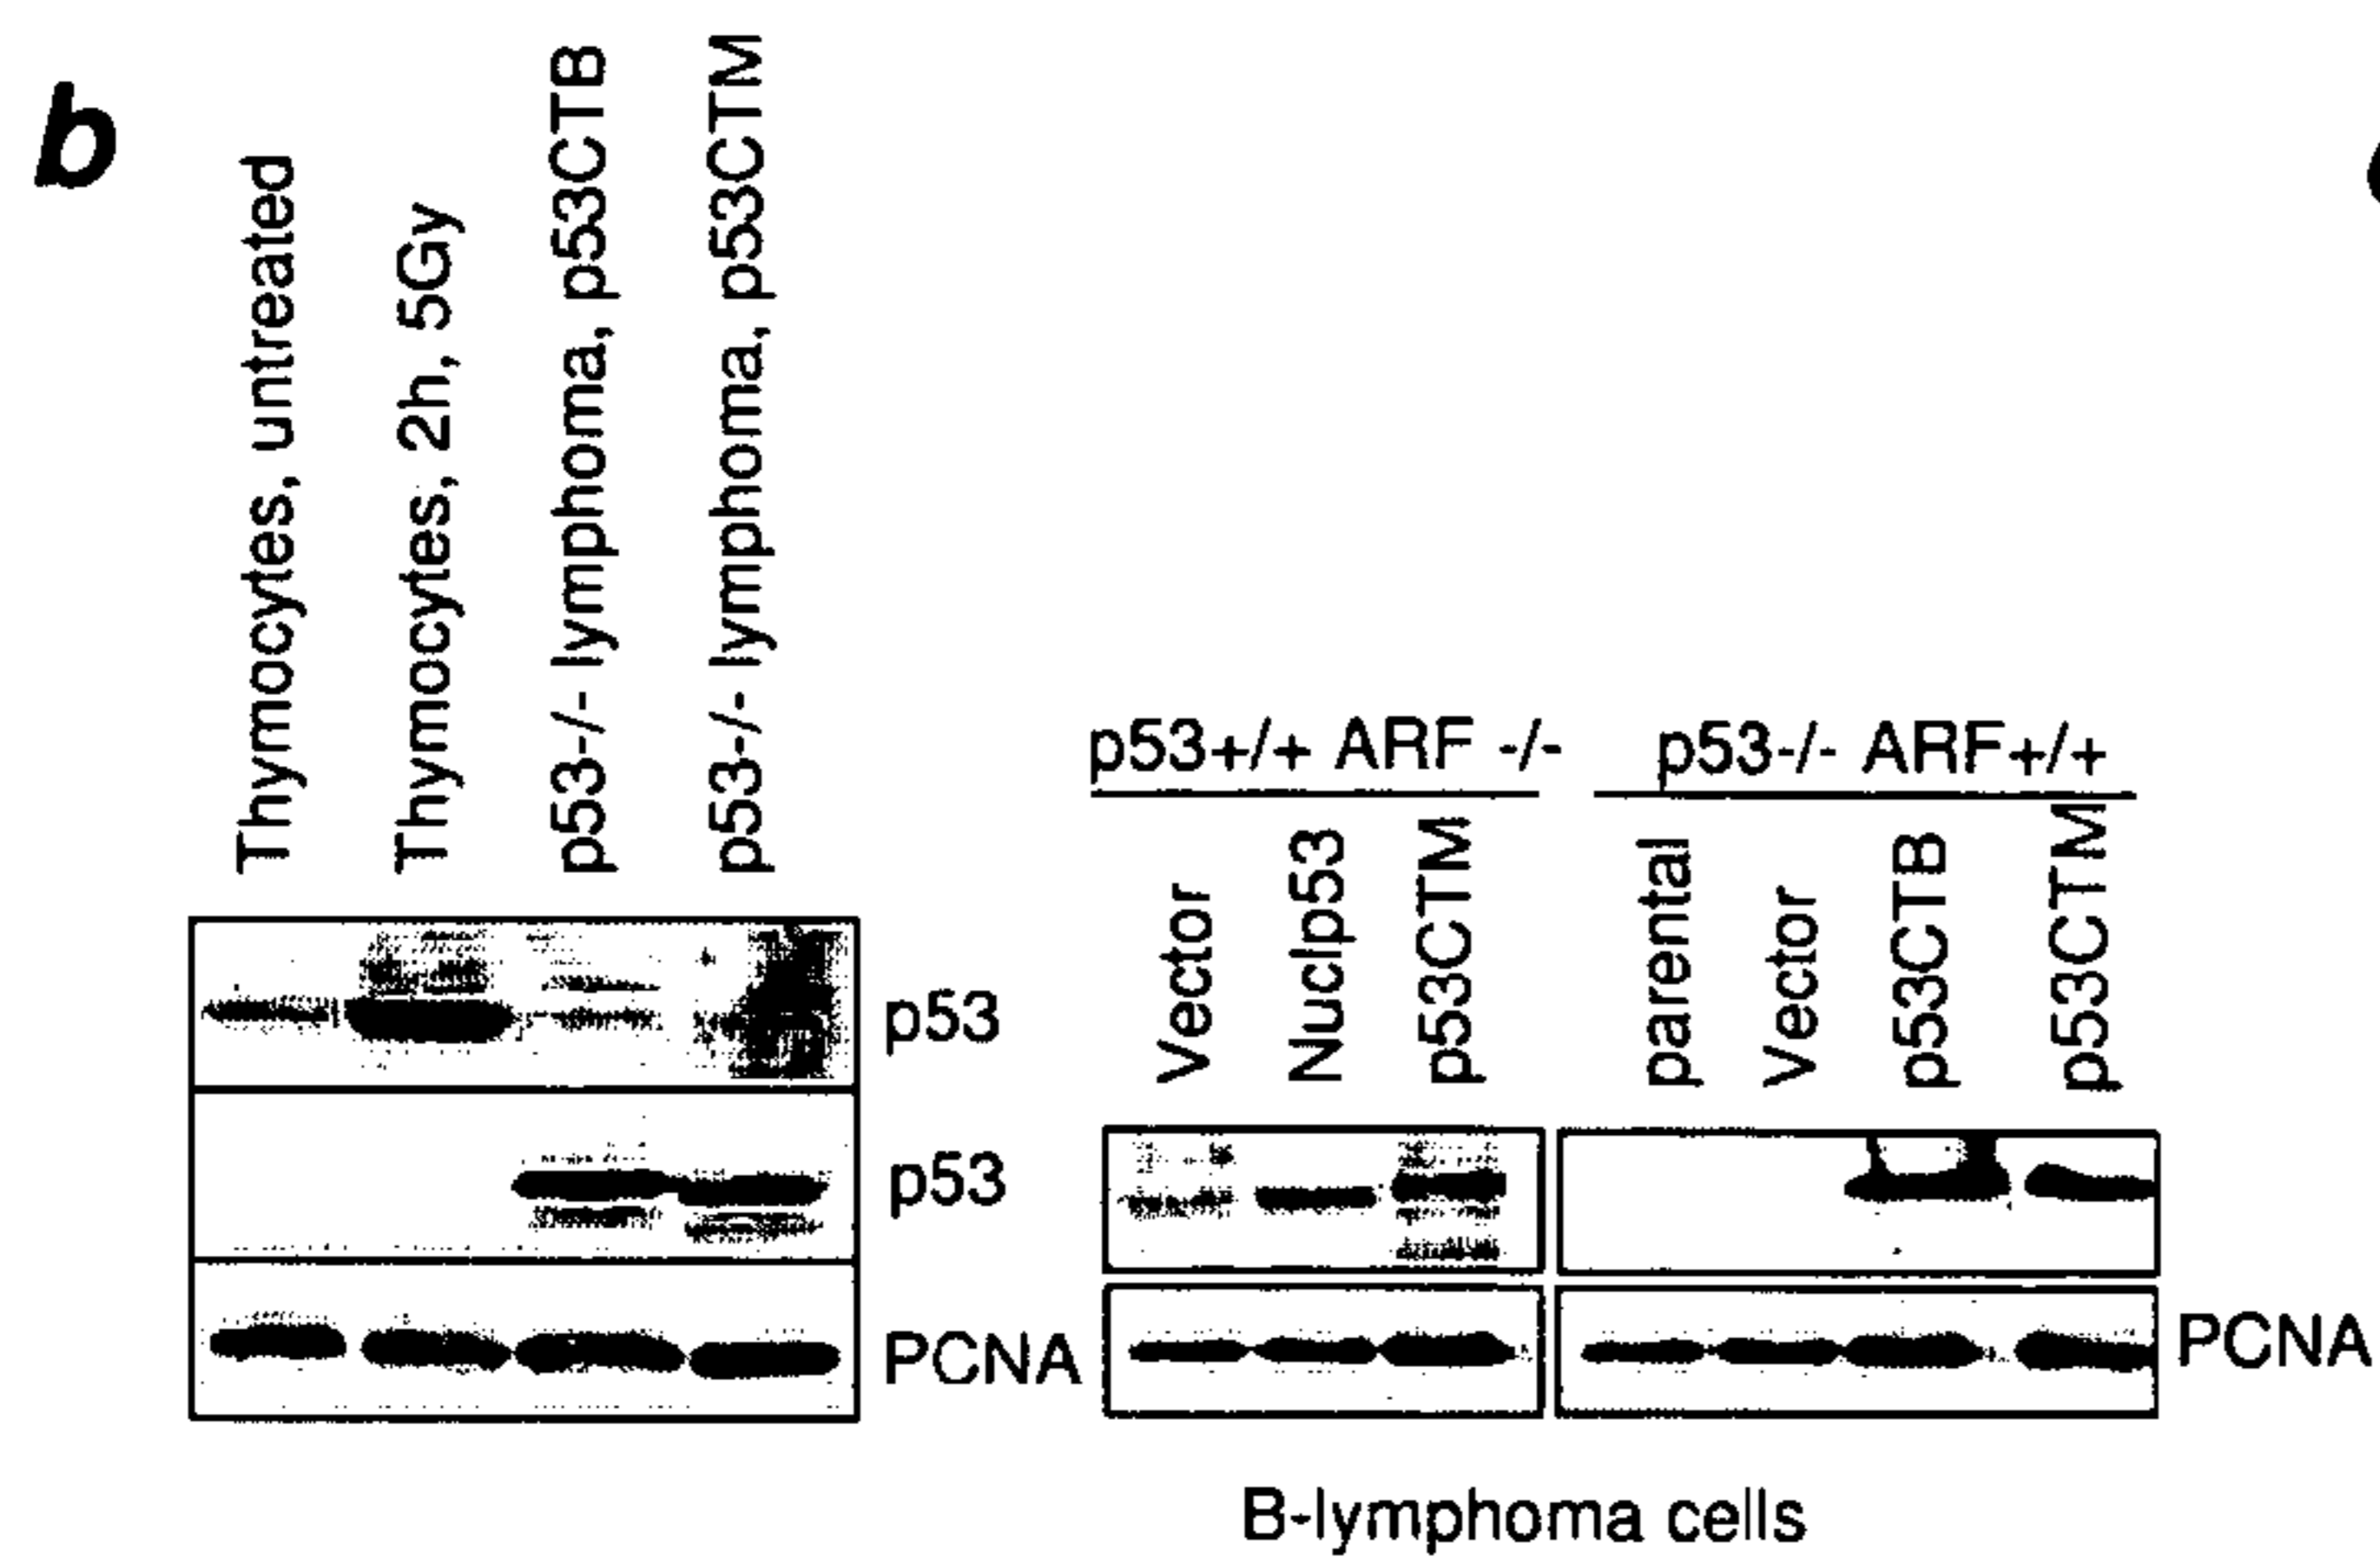 b
Thymocytes, untreated
Thymocytes, 2h, 5Gy
p53-/- lymphoma, p53CTB
p53-/- lymphoma, p53CTM
p53
p53
PCNA
p53+/+ ARF -/-
p53-/- ARF+/+
Vector
Nuclp53
p53CTM
parental
Vector
p53CTB
p53CTM
PCNA
B-lymphoma cells